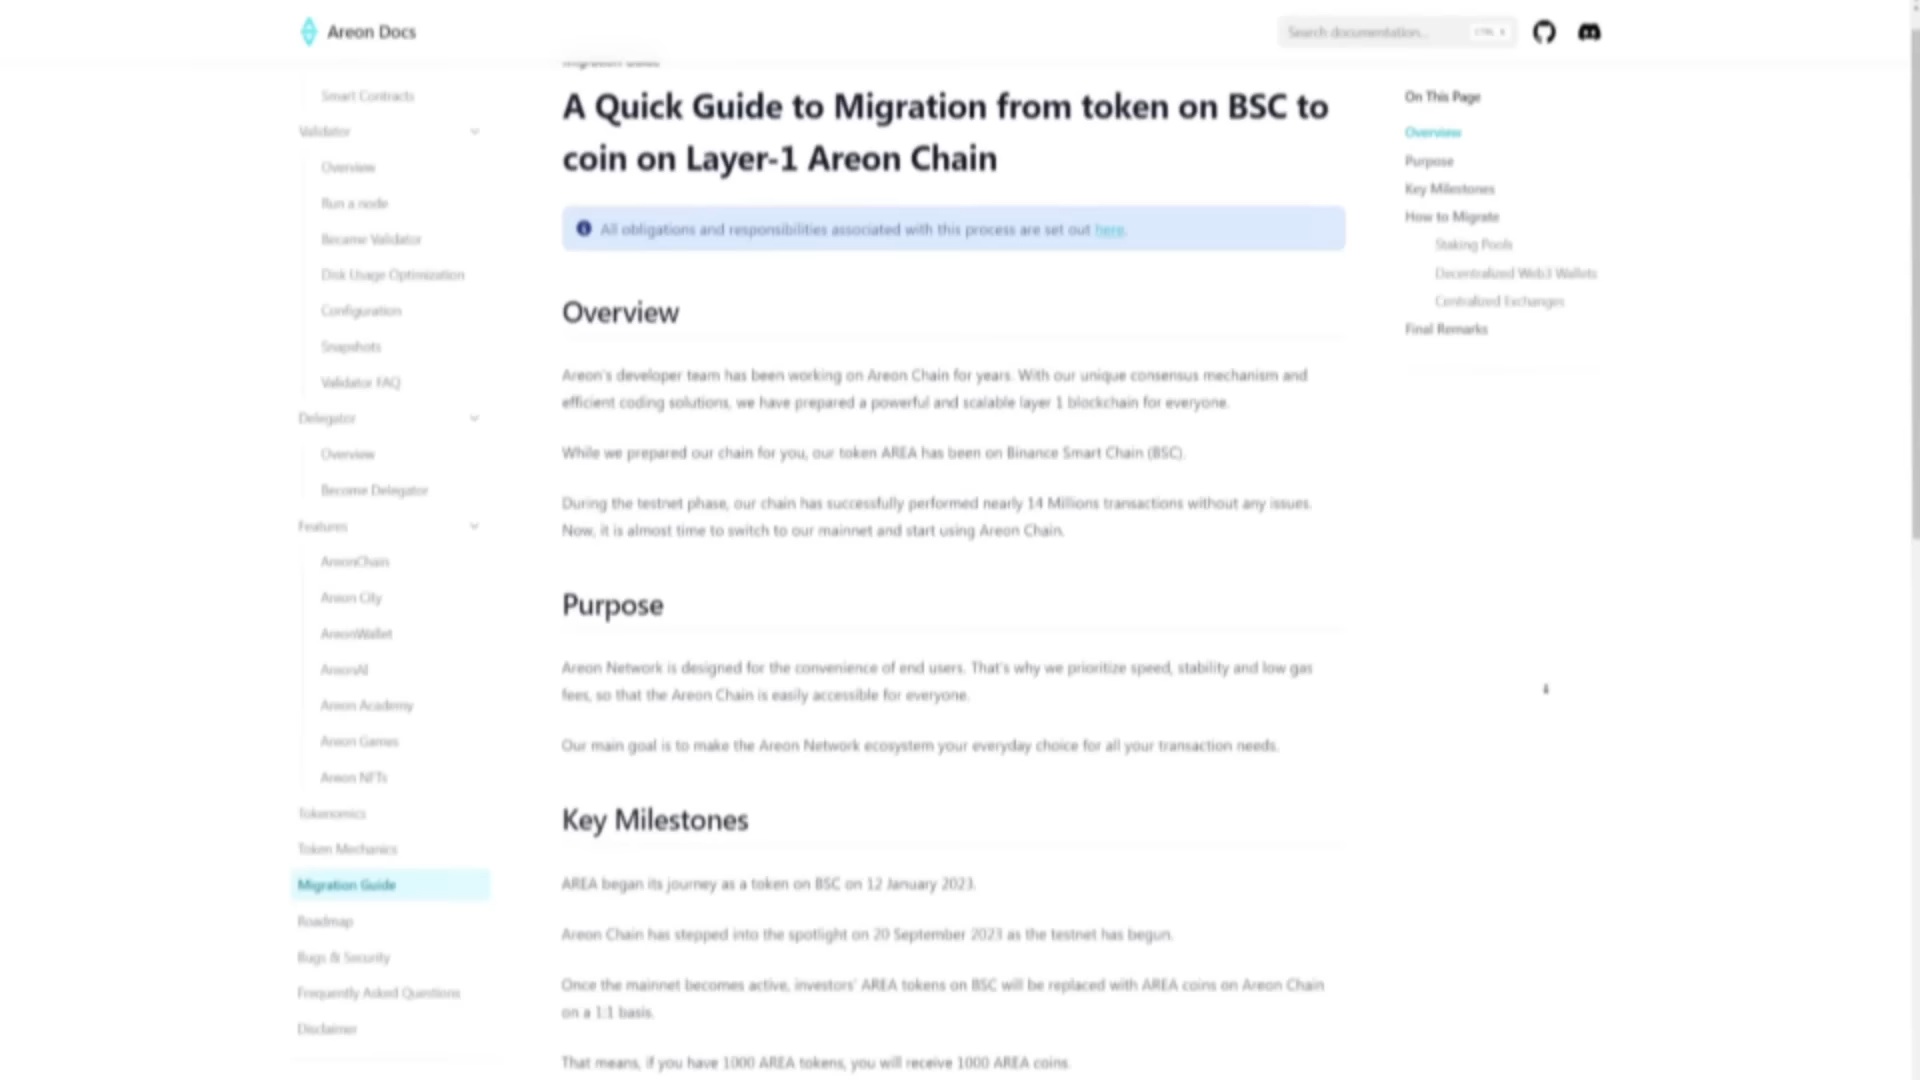 Areon Docs
Search documentation...
CTRL K
Smart Contracts
Validator
Overview
Run a node
Became Validator
Disk Usage Optimization
Configuration
Snapshots
Validator FAQ
Delegator
Overview
Become Delegator
Features
AreonChain
Areon City
AreonWallet
AreonAI
Areon Academy
Areon Games
Areon NFTs
Tokenomics
Token Mechanics
Migration Guide
Roadmap
Bugs & Security
Frequently Asked Questions
Disclaimer
Migration Guide
A Quick Guide to Migration from token on BSC to
coin on Layer-1 Areon Chain
All obligations and responsibilities associated with this process are set out here.
Overview
Areon's developer team has been working on Areon Chain for years. With our unique consensus mechanism and
efficient coding solutions, we have prepared a powerful and scalable layer 1 blockchain for everyone.
While we prepared our chain for you, our token AREA has been on Binance Smart Chain (BSC).
During the testnet phase, our chain has successfully performed nearly 14 Millions transactions without any issues.
Now, it is almost time to switch to our mainnet and start using Areon Chain.
Purpose
Areon Network is designed for the convenience of end users. That's why we prioritize speed, stability and low gas
fees, so that the Areon Chain is easily accessible for everyone.
Our main goal is to make the Areon Network ecosystem your everyday choice for all your transaction needs.
Key Milestones
AREA began its journey as a token on BSC on 12 January 2023.
Areon Chain has stepped into the spotlight on 20 September 2023 as the testnet has begun.
Once the mainnet becomes active, investors' AREA tokens on BSC will be replaced with AREA coins on Areon Chain
on a 1:1 basis.
That means, if you have 1000 AREA tokens, you will receive 1000 AREA coins.
On This Page
Overview
Purpose
Key Milestones
How to Migrate
Staking Pools
Decentralized Web3 Wallets
Centralized Exchanges
Final Remarks